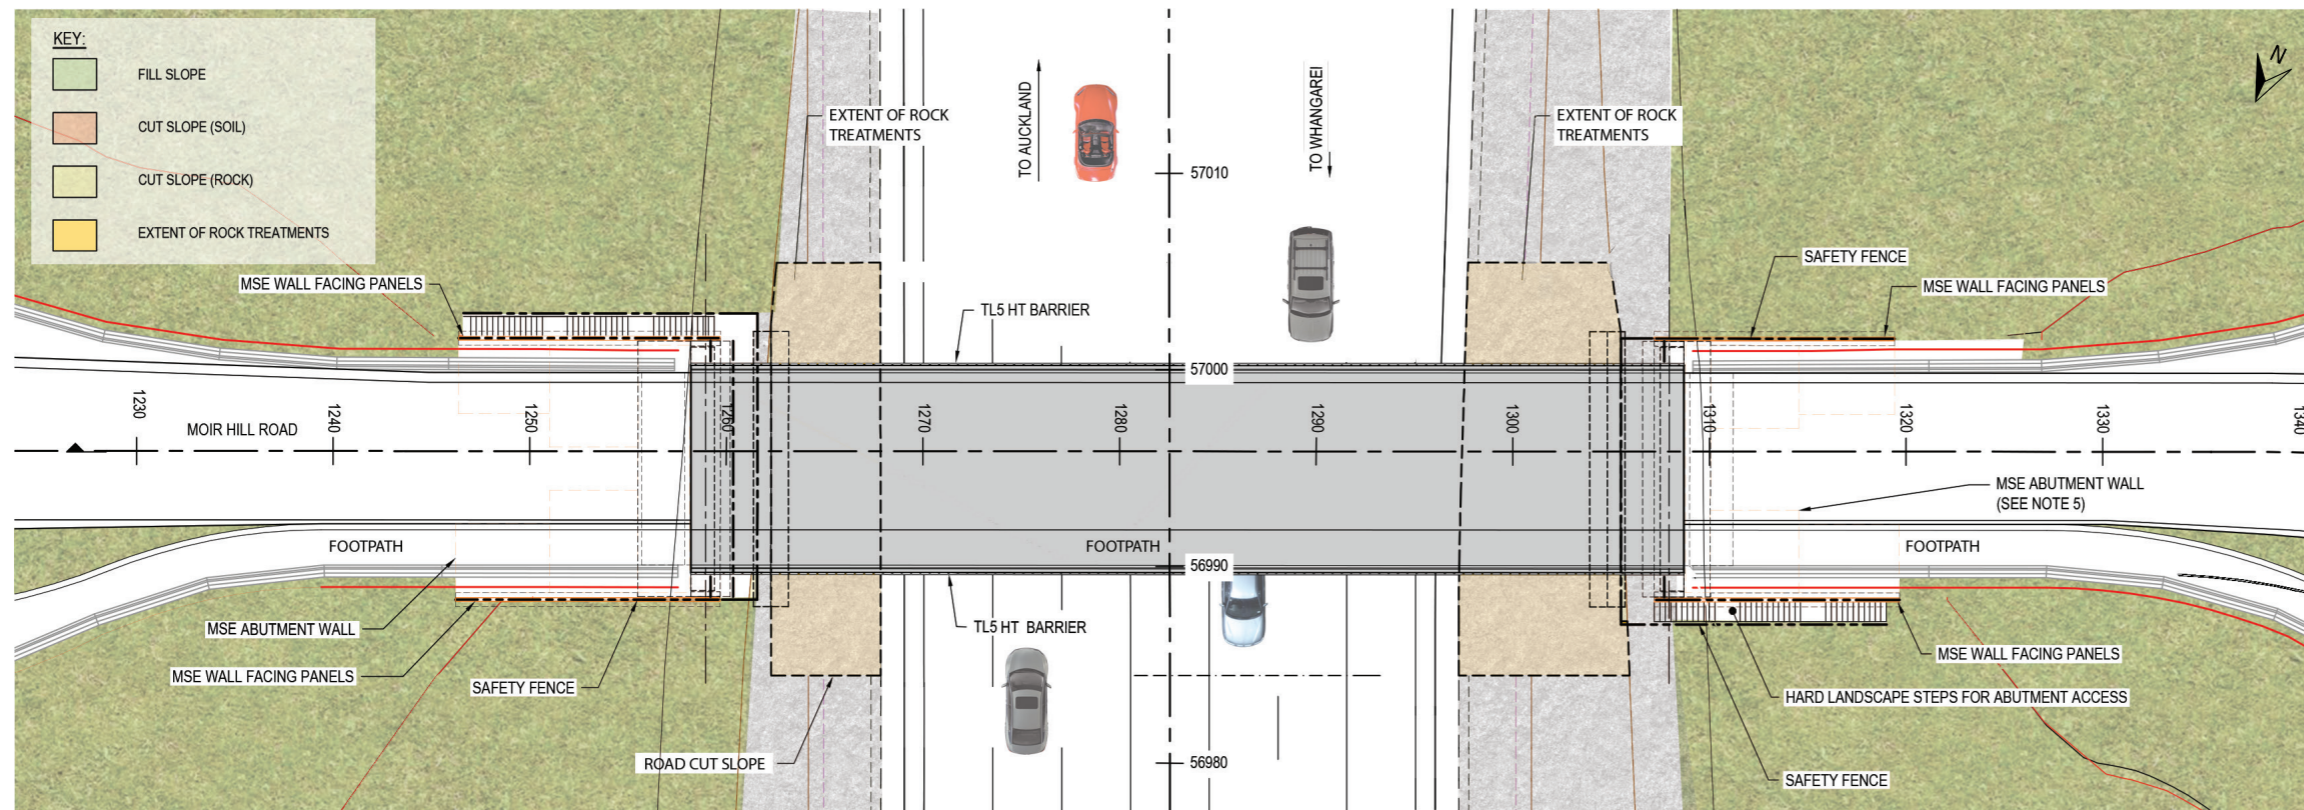 KEY:
FILL SLOPE
CUT SLOPE (SOIL)
CUT SLOPE (ROCK)
EXTENT OF ROCK TREATMENTS
N
TO AUCKLAND
TO WHANGAREI
EXTENT OF ROCK
TREATMENTS
EXTENT OF ROCK
TREATMENTS
57010
SAFETY FENCE
MSE WALL FACING PANELS
MSE WALL FACING PANELS
TL5 HT BARRIER
57000
1230
1240
1250
1260
1270
1280
1290
1300
1310
1320
1330
1340
MOIR HILL ROAD
MSE ABUTMENT WALL
(SEE NOTE 5)
FOOTPATH
FOOTPATH
FOOTPATH
56990
MSE ABUTMENT WALL
TL5 HT BARRIER
MSE WALL FACING PANELS
MSE WALL FACING PANELS
SAFETY FENCE
HARD LANDSCAPE STEPS FOR ABUTMENT ACCESS
ROAD CUT SLOPE
56980
SAFETY FENCE